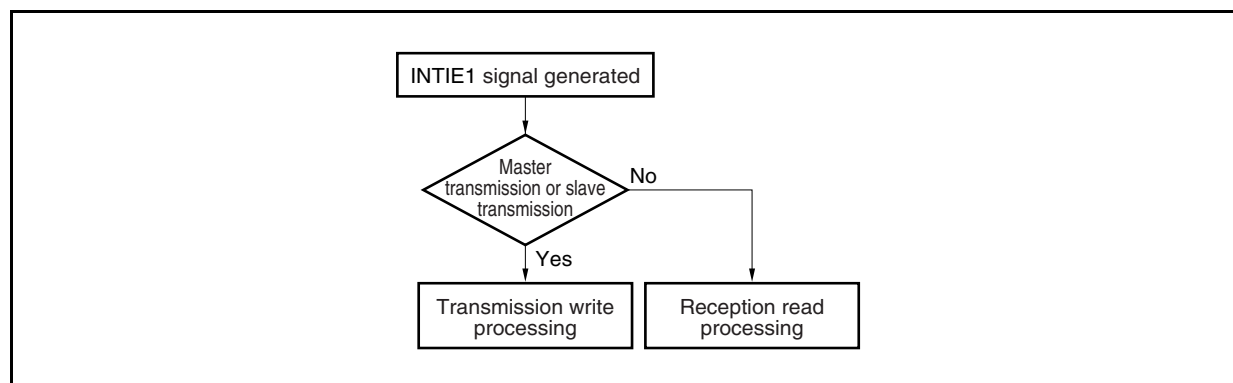 INTIE1 signal generated
Master
transmission or slave
transmission
No
Yes
Transmission write
processing
Reception read
processing